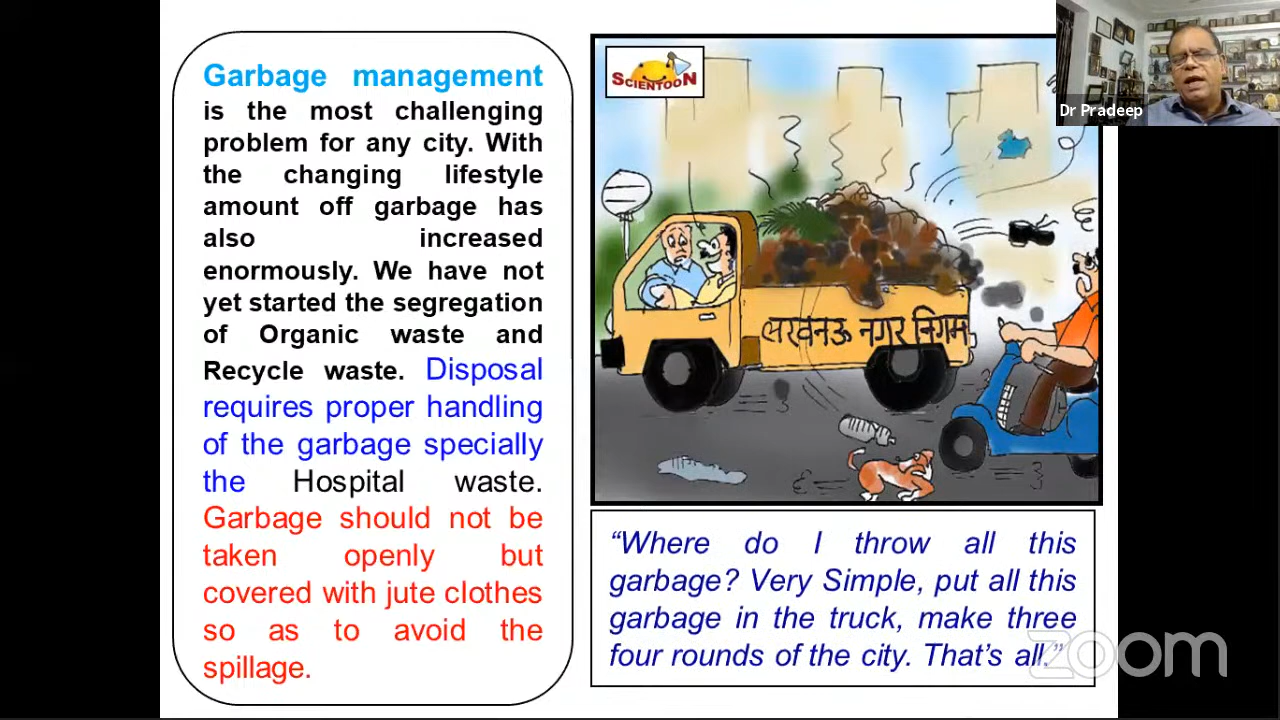 Garbage management
is the most challenging
problem for any city. With
the changing lifestyle
amount off garbage has
also increased
enormously. We have not
yet started the segregation
of Organic waste and
Recycle waste. Disposal
requires proper handling
of the garbage specially
the Hospital waste.
Garbage should not be
taken openly but
covered with jute clothes
so as to avoid the
spillage.
SCIENTOON
लखनऊ नगर निगम
“Where do I throw all this
garbage? Very Simple, put all this
garbage in the truck, make three
four rounds of the city. That’s all.”
Dr Pradeep
zoom